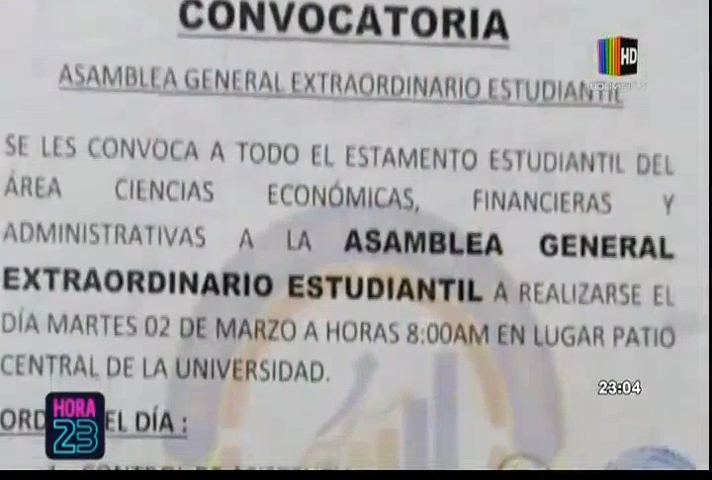 CONVOCATORIA
ASAMBLEA GENERAL EXTRAORDINARIO ESTUDIANTIL
HD
SE LES CONVOCA A TODO EL ESTAMENTO ESTUDIANTIL DEL
ÁREA CIENCIAS ECONÓMICAS, FINANCIERAS Y
ADMINISTRATIVAS A LA ASAMBLEA GENERAL
EXTRAORDINARIO ESTUDIANTIL A REALIZARSE EL
DÍA MARTES 02 DE MARZO A HORAS 8:00AM EN LUGAR PATIO
CENTRAL DE LA UNIVERSIDAD.
23:04
HORA
23
EL DÍA :